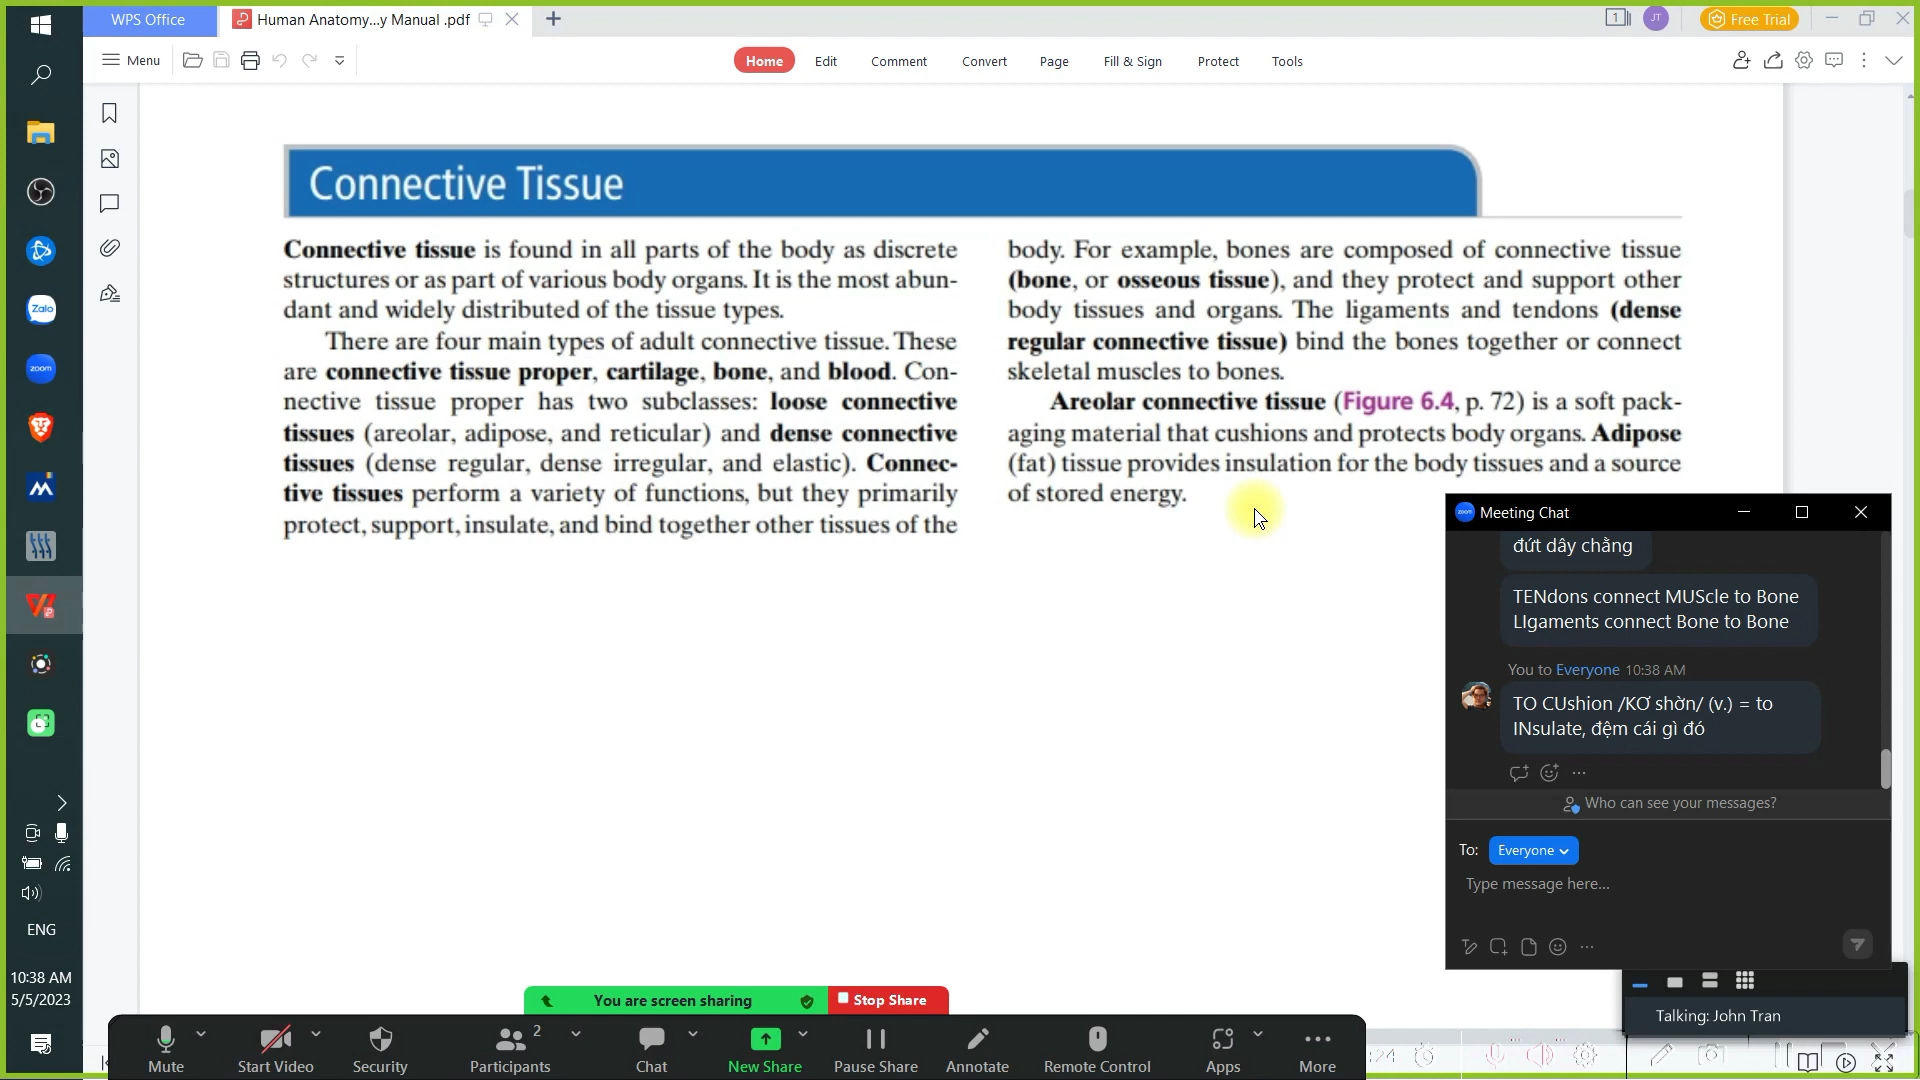 WPS Office
Human Anatomy...y Manual .pdf
1
JT
Free Trial
Menu
Home
Edit
Comment
Convert
Page
Fill & Sign
Protect
Tools
Connective Tissue
Connective tissue is found in all parts of the body as discrete
structures or as part of various body organs. It is the most abun-
dant and widely distributed of the tissue types.
There are four main types of adult connective tissue. These
are connective tissue proper, cartilage, bone, and blood. Con-
nective tissue proper has two subclasses: loose connective
tissues (areolar, adipose, and reticular) and dense connective
tissues (dense regular, dense irregular, and elastic). Connec-
tive tissues perform a variety of functions, but they primarily
protect, support, insulate, and bind together other tissues of the
body. For example, bones are composed of connective tissue
(bone, or osseous tissue), and they protect and support other
body tissues and organs. The ligaments and tendons (dense
regular connective tissue) bind the bones together or connect
skeletal muscles to bones.
Areolar connective tissue (Figure 6.4, p. 72) is a soft pack-
aging material that cushions and protects body organs. Adipose
(fat) tissue provides insulation for the body tissues and a source
of stored energy.
zoom
Meeting Chat
đứt dây chằng
TENdons connect MUScle to Bone
LIgaments connect Bone to Bone
You to Everyone 10:38 AM
TO CUshion /KƠ shờn/ (v.) = to
INsulate, đệm cái gì đó
Who can see your messages?
To: Everyone
Type message here...
Talking: John Tran
Zalo
zoom
ENG
10:38 AM
5/5/2023
You are screen sharing
Stop Share
Mute
Start Video
Security
Participants
2
Chat
New Share
Pause Share
Annotate
Remote Control
Apps
More
:24